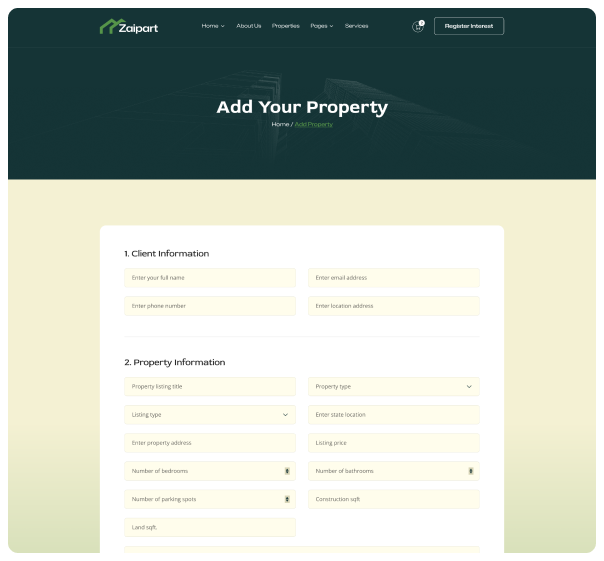 Zaipart
Home About Us Properties Pages Services
Register Interest
Add Your Property
Home / Add Property
1. Client Information
Enter your full name
Enter email address
Enter phone number
Enter location address
2. Property Information
Property listing title
Property type
Listing type
Enter state location
Enter property address
Listing price
Number of bedrooms
Number of bathrooms
Number of parking spots
Construction sqft
Land sqft.